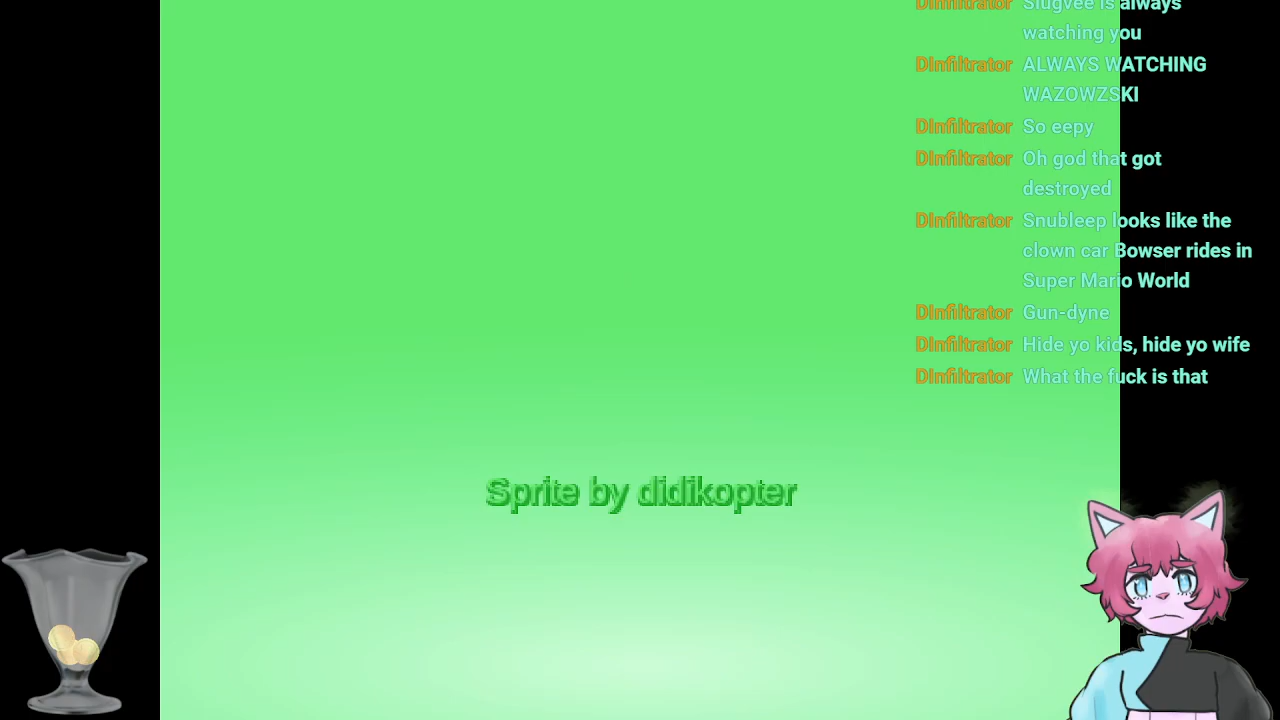 DInfiltrator Slugvee is always
watching you
DInfiltrator ALWAYS WATCHING
WAZOWZSKI
DInfiltrator So eepy
DInfiltrator Oh god that got
destroyed
DInfiltrator Snubleep looks like the
clown car Bowser rides in
Super Mario World
DInfiltrator Gun-dyne
DInfiltrator Hide yo kids, hide yo wife
DInfiltrator What the fuck is that
Sprite by didikopter